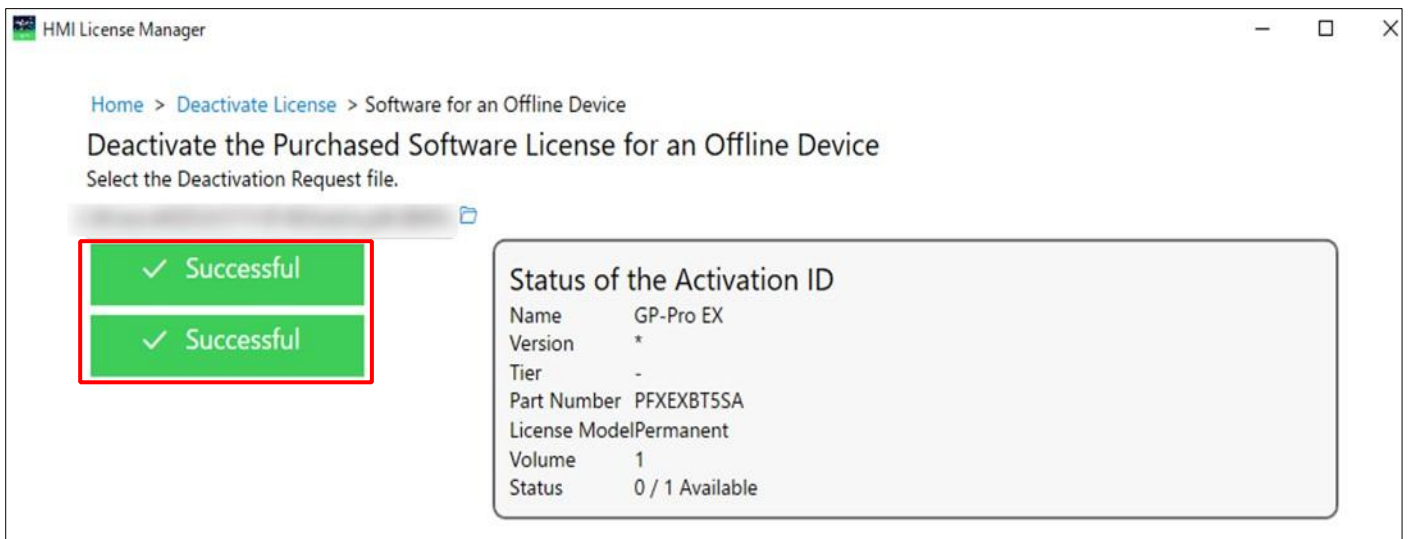 HMI License Manager
Home > Deactivate License > Software for an Offline Device
Deactivate the Purchased Software License for an Offline Device
Select the Deactivation Request file.
Successful
Successful
Status of the Activation ID
Name GP-Pro EX
Version *
Tier -
Part Number PFXEXBT5SA
License Model Permanent
Volume 1
Status 0 / 1 Available